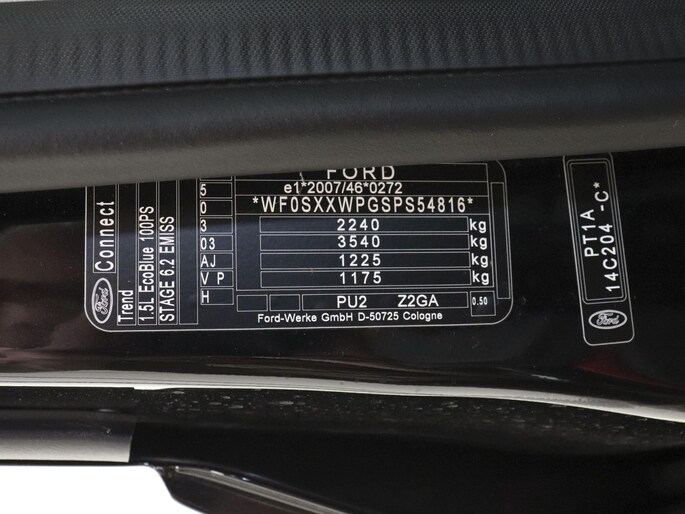 FORD
e1*2007/46*0272
*WF0SXXWPGSPS54816*
2240 kg
3540 kg
1225 kg
1175 kg
PU2 Z2GA 0.50
Ford-Werke GmbH D-50725 Cologne
5
0
3
03
AJ
V P
H
Ford Connect
Trend
1.5L EcoBlue 100PS
STAGE 6.2 EMISS
PT1A
14C204 -C*
Ford